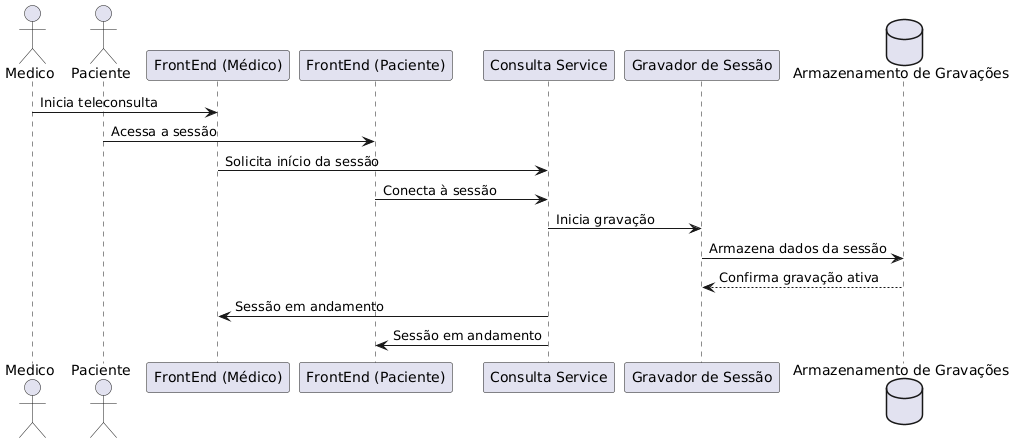 Medico
Paciente
FrontEnd (Médico)
FrontEnd (Paciente)
Consulta Service
Gravador de Sessão
Armazenamento de Gravações
Inicia teleconsulta
Acessa a sessão
Solicita início da sessão
Conecta à sessão
Inicia gravação
Armazena dados da sessão
Confirma gravação ativa
Sessão em andamento
Sessão em andamento
Medico
Paciente
FrontEnd (Médico)
FrontEnd (Paciente)
Consulta Service
Gravador de Sessão
Armazenamento de Gravações